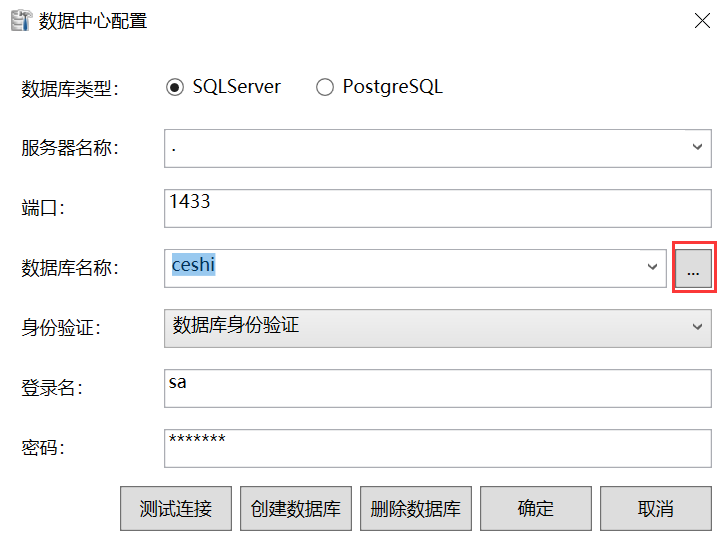 数据中心配置
数据库类型： SQLServer PostgreSQL
服务器名称： .
端口： 1433
数据库名称： ceshi ...
身份验证： 数据库身份验证
登录名： sa
密码： *******
测试连接 创建数据库 删除数据库 确定 取消